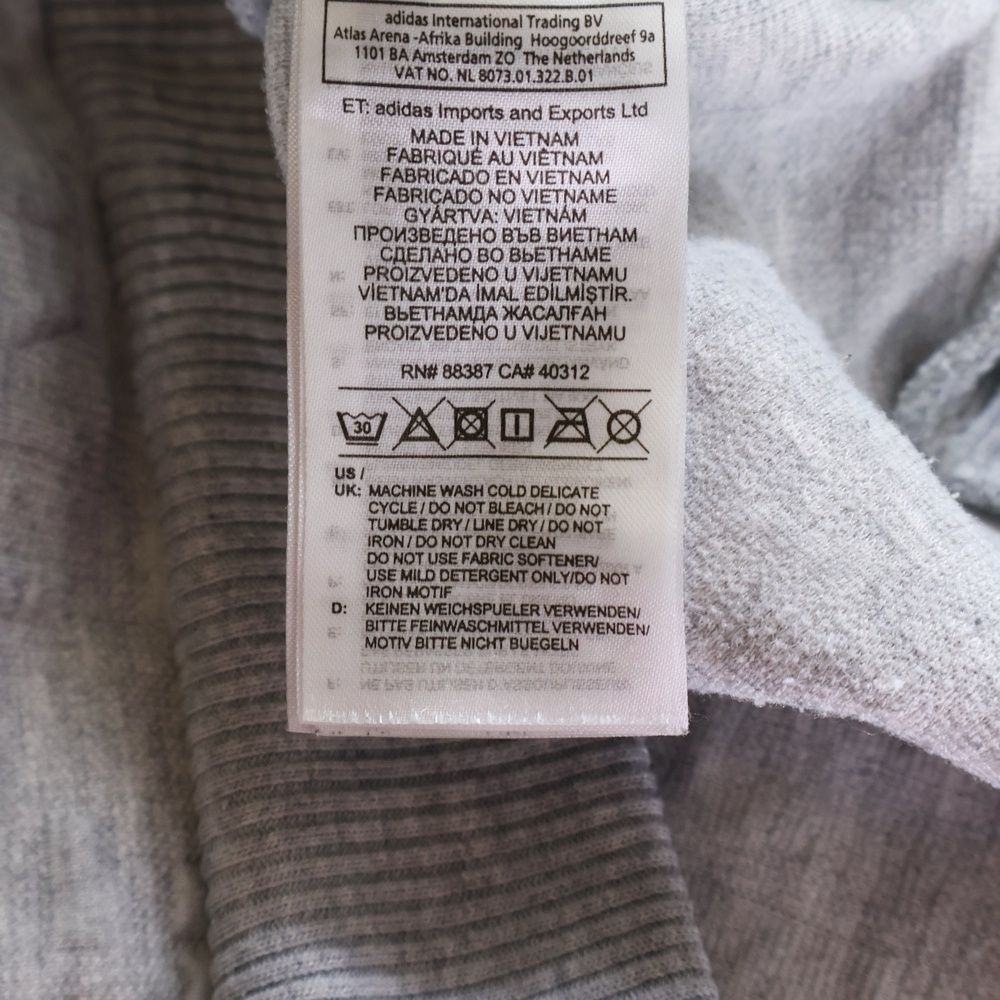 adidas International Trading BV
Atlas Arena -Afrika Building Hoogoorddreef 9a
1101 BA Amsterdam ZO The Netherlands
VAT NO. NL 8073.01.322.B.01
ET: adidas Imports and Exports Ltd
MADE IN VIETNAM
FABRIQUÉ AU VIÊTNAM
FABRICADO EN VIETNAM
FABRICADO NO VIETNAME
GYÁRTVA: VIETNÁM
ПРОИЗВЕДЕНО ВЪВ ВИЕТНАМ
СДЕЛАНО ВО ВЬЕТНАМЕ
PROIZVEDENO U VIJETNAMU
VİETNAM'DA İMAL EDİLMİŞTİR.
ВЬЕТНАМДА ЖАСАЛҒАН
PROIZVEDENO U VIJETNAMU
RN# 88387 CA# 40312
30
US /
UK: MACHINE WASH COLD DELICATE
CYCLE / DO NOT BLEACH / DO NOT
TUMBLE DRY / LINE DRY / DO NOT
IRON / DO NOT DRY CLEAN
DO NOT USE FABRIC SOFTENER/
USE MILD DETERGENT ONLY/DO NOT
IRON MOTIF
D: KEINEN WEICHSPUELER VERWENDEN/
BITTE FEINWASCHMITTEL VERWENDEN/
MOTIV BITTE NICHT BUEGELN